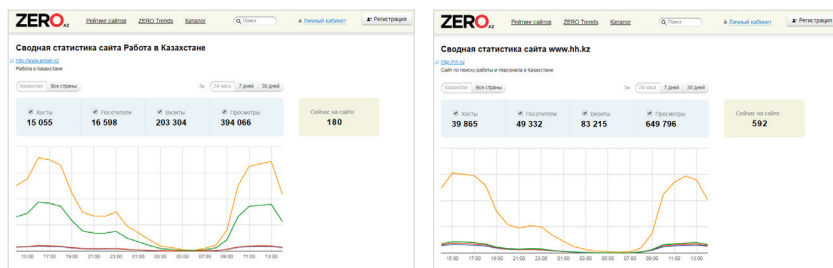 ZERO.kz Рейтинг сайтов ZERO Trends Каталог Поиск Личный кабинет Регистрация
Сводная статистика сайта Работа в Казахстане
Работа в Казахстане
Казахстан Все страны За: 24 часа 7 дней 30 дней
Хосты Посетители Визиты Просмотры Сейчас на сайте
15 055 16 598 203 304 394 066 180
15:00 17:00 19:00 21:00 23:00 01:00 03:00 05:00 07:00 09:00 11:00 13:00
ZERO.kz Рейтинг сайтов ZERO Trends Каталог Поиск Личный кабинет Регистрация
Сводная статистика сайта www.hh.kz
http://hh.kz
Сайт по поиску работы и персонала в Казахстане
Казахстан Все страны За: 24 часа 7 дней 30 дней
Хосты Посетители Визиты Просмотры Сейчас на сайте
39 865 49 332 83 215 649 796 592
15:00 17:00 19:00 21:00 23:00 01:00 03:00 05:00 07:00 09:00 11:00 13:00